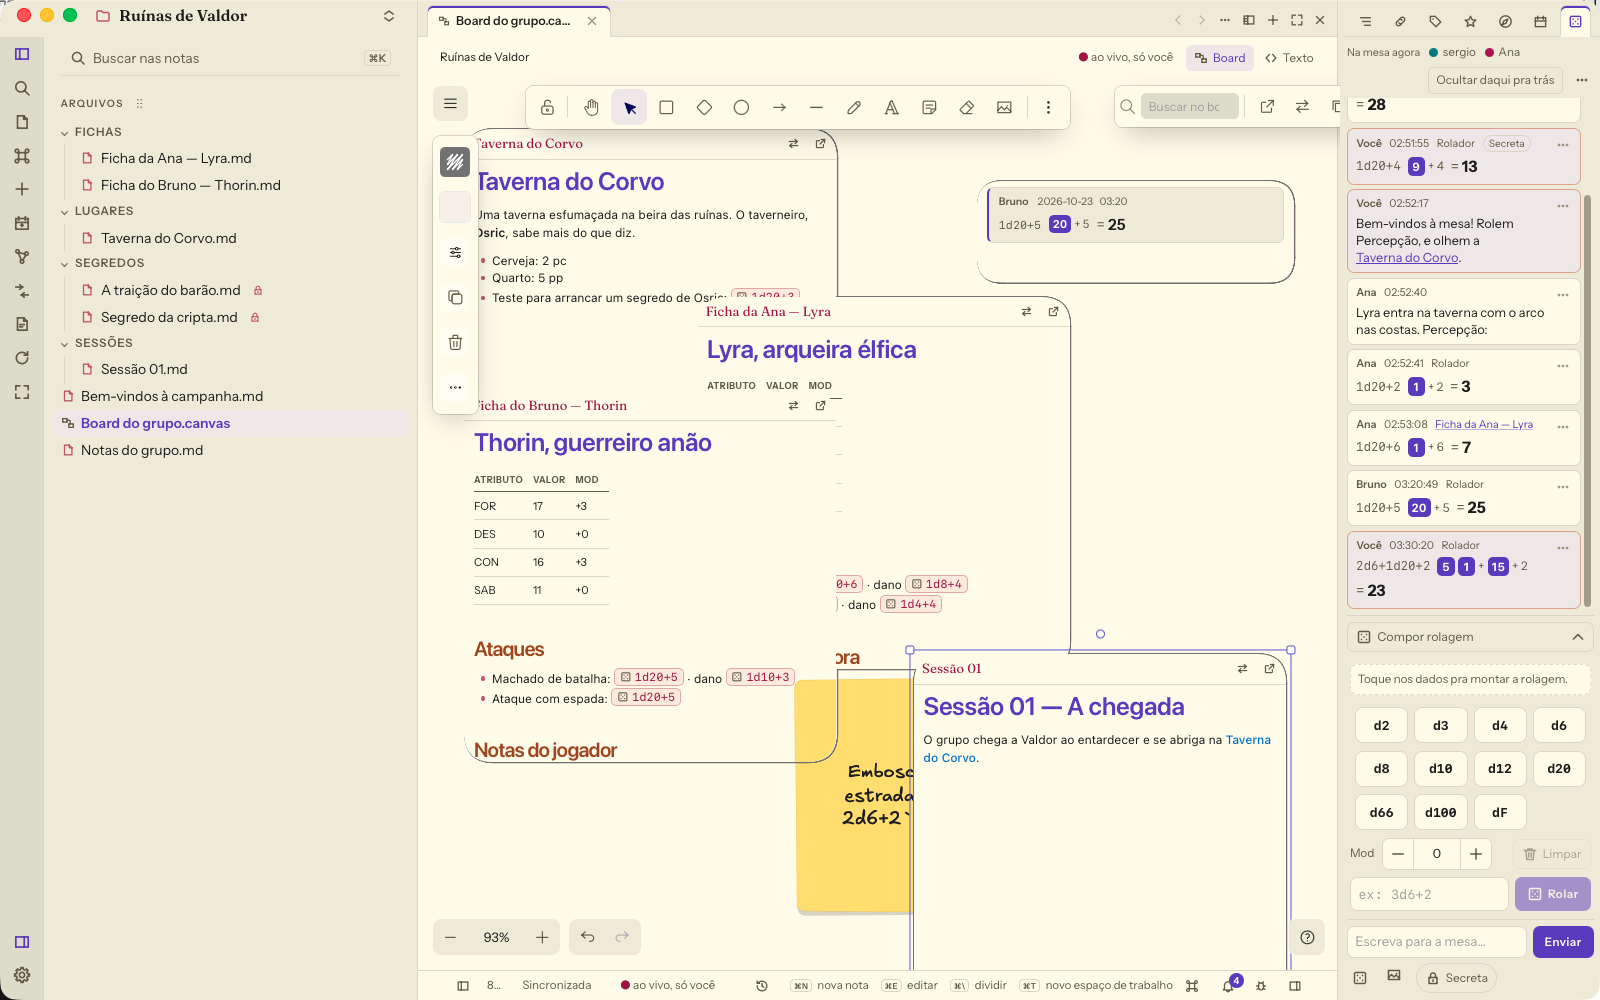 Ruínas de Valdor
Buscar nas notas
⌘K
ARQUIVOS
FICHAS
Ficha da Ana — Lyra.md
Ficha do Bruno — Thorin.md
LUGARES
Taverna do Corvo.md
SEGREDOS
A traição do barão.md
Segredo da cripta.md
SESSÕES
Sessão 01.md
Bem-vindos à campanha.md
Board do grupo.canvas
Notas do grupo.md
Board do grupo.ca...
Ruínas de Valdor
ao vivo, só você
Board
Texto
Buscar no bc
Taverna do Corvo
Taverna do Corvo
Uma taverna esfumaçada na beira das ruínas. O taverneiro,
Osric, sabe mais do que diz.
Cerveja: 2 pc
Quarto: 5 pp
Teste para arrancar um segredo de Osric: 1d20+3
Bruno 2026-10-23 03:20
1d20+5 20 + 5 = 25
Ficha da Ana — Lyra
Lyra, arqueira élfica
ATRIBUTO VALOR MOD
0+6 · dano 1d8+4
· dano 1d4+4
ora
Ficha do Bruno — Thorin
Thorin, guerreiro anão
ATRIBUTO VALOR MOD
FOR 17 +3
DES 10 +0
CON 16 +3
SAB 11 +0
Ataques
Machado de batalha: 1d20+5 · dano 1d10+3
Ataque com espada: 1d20+5
Notas do jogador
Embosc
estrada
2d6+2`
Sessão 01
Sessão 01 — A chegada
O grupo chega a Valdor ao entardecer e se abriga na Taverna
do Corvo.
93%
8... Sincronizada
ao vivo, só você
⌘N nova nota
⌘E editar
⌘\ dividir
⌘T novo espaço de trabalho
4
Na mesa agora sergio Ana
Ocultar daqui pra trás
= 28
Você 02:51:55 Rolador Secreta
1d20+4 9 + 4 = 13
Você 02:52:17
Bem-vindos à mesa! Rolem
Percepção, e olhem a
Taverna do Corvo.
Ana 02:52:40
Lyra entra na taverna com o arco
nas costas. Percepção:
Ana 02:52:41 Rolador
1d20+2 1 + 2 = 3
Ana 02:53:08 Ficha da Ana — Lyra
1d20+6 1 + 6 = 7
Bruno 03:20:49 Rolador
1d20+5 20 + 5 = 25
Você 03:30:20 Rolador
2d6+1d20+2 5 1 + 15 + 2
= 23
Compor rolagem
Toque nos dados pra montar a rolagem.
d2 d3 d4 d6
d8 d10 d12 d20
d66 d100 dF
Mod − 0 + Limpar
ex: 3d6+2 Rolar
Escreva para a mesa... Enviar
Secreta